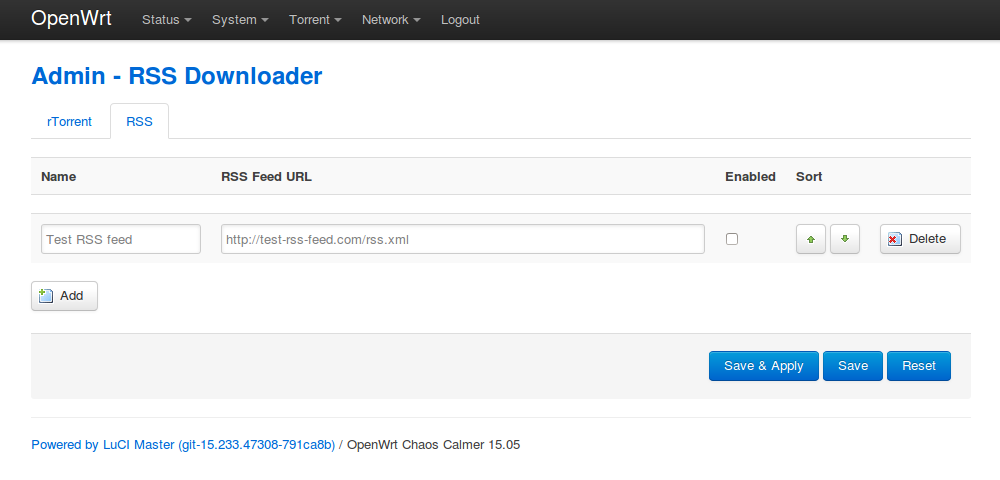 OpenWrt Status System Torrent Network Logout
Admin - RSS Downloader
rTorrent RSS
Name RSS Feed URL Enabled Sort
Test RSS feed http://test-rss-feed.com/rss.xml Delete
Add
Save & Apply Save Reset
Powered by LuCI Master (git-15.233.47308-791ca8b) / OpenWrt Chaos Calmer 15.05